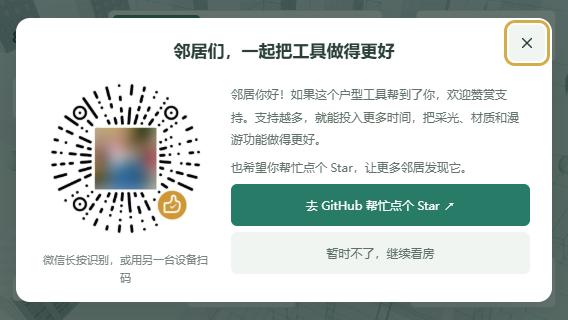 邻居们，一起把工具做得更好
邻居你好！如果这个户型工具帮到了你，欢迎赞赏支
持。支持越多，就能投入更多时间，把采光、材质和漫
游功能做得更好。
也希望你帮忙点个 Star，让更多邻居发现它。
去 GitHub 帮忙点个 Star ↗
暂时不了，继续看房
微信长按识别，或用另一台设备扫
码